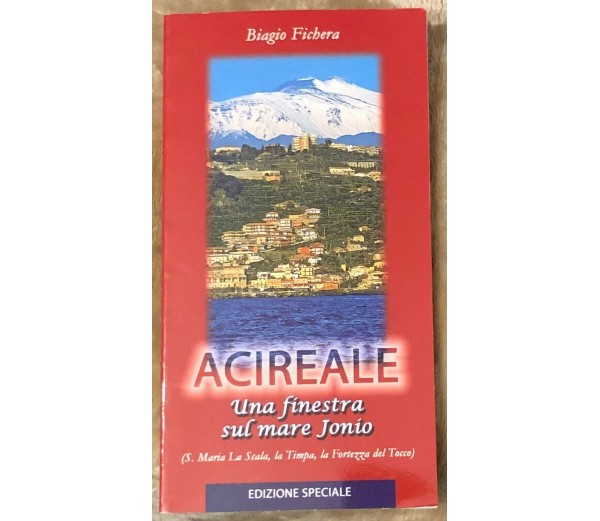 Biagio Fichera
ACIREALE
Una finestra
sul mare Jonio
(S. Maria La Scala, la Timpa, la Fortezza del Tocco)
EDIZIONE SPECIALE